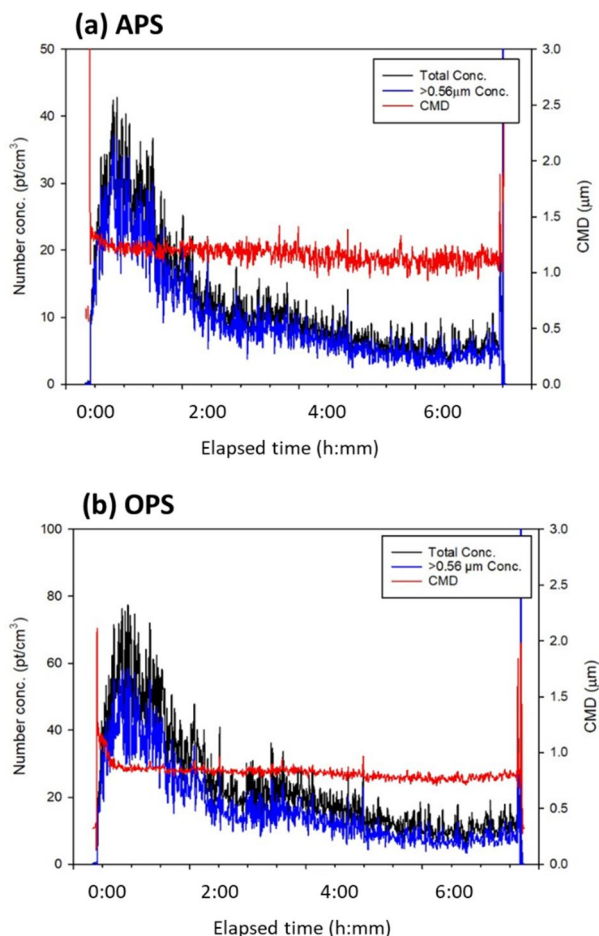 (a) APS
50
40
30
20
10
0
Number conc. (pt/cm³)
Total Conc.
>0.56μm Conc.
CMD
3.0
2.5
2.0
1.5
1.0
0.5
0.0
CMD (μm)
0:00 2:00 4:00 6:00
Elapsed time (h:mm)
(b) OPS
100
80
60
40
20
0
Number conc. (pt/cm³)
Total Conc.
>0.56 μm Conc.
CMD
3.0
2.5
2.0
1.5
1.0
0.5
0.0
CMD (μm)
0:00 2:00 4:00 6:00
Elapsed time (h:mm)